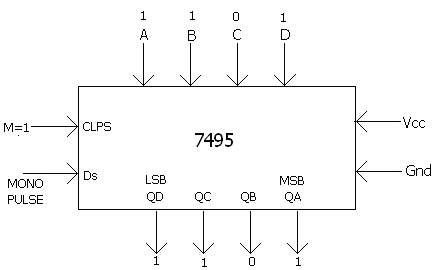 1 1 0 1
A B C D
M=1 CLPS
7495
Vcc
MONO
PULSE
Ds
Gnd
LSB MSB
QD QC QB QA
1 1 0 1